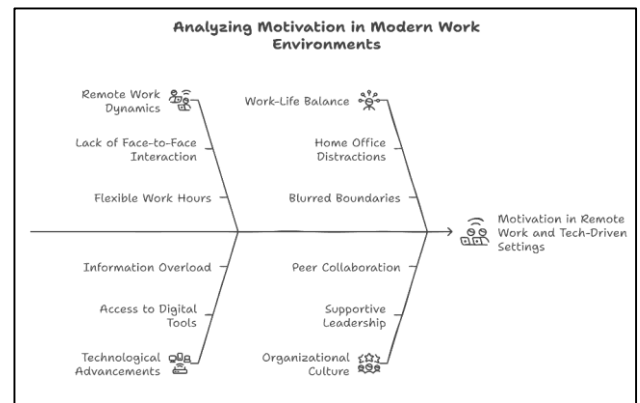 Analyzing Motivation in Modern Work
Environments
Remote Work
Dynamics
Lack of Face-to-Face
Interaction
Flexible Work Hours
Work-Life Balance
Home Office
Distractions
Blurred Boundaries
Motivation in Remote
Work and Tech-Driven
Settings
Information Overload
Access to Digital
Tools
Technological
Advancements
Peer Collaboration
Supportive
Leadership
Organizational
Culture